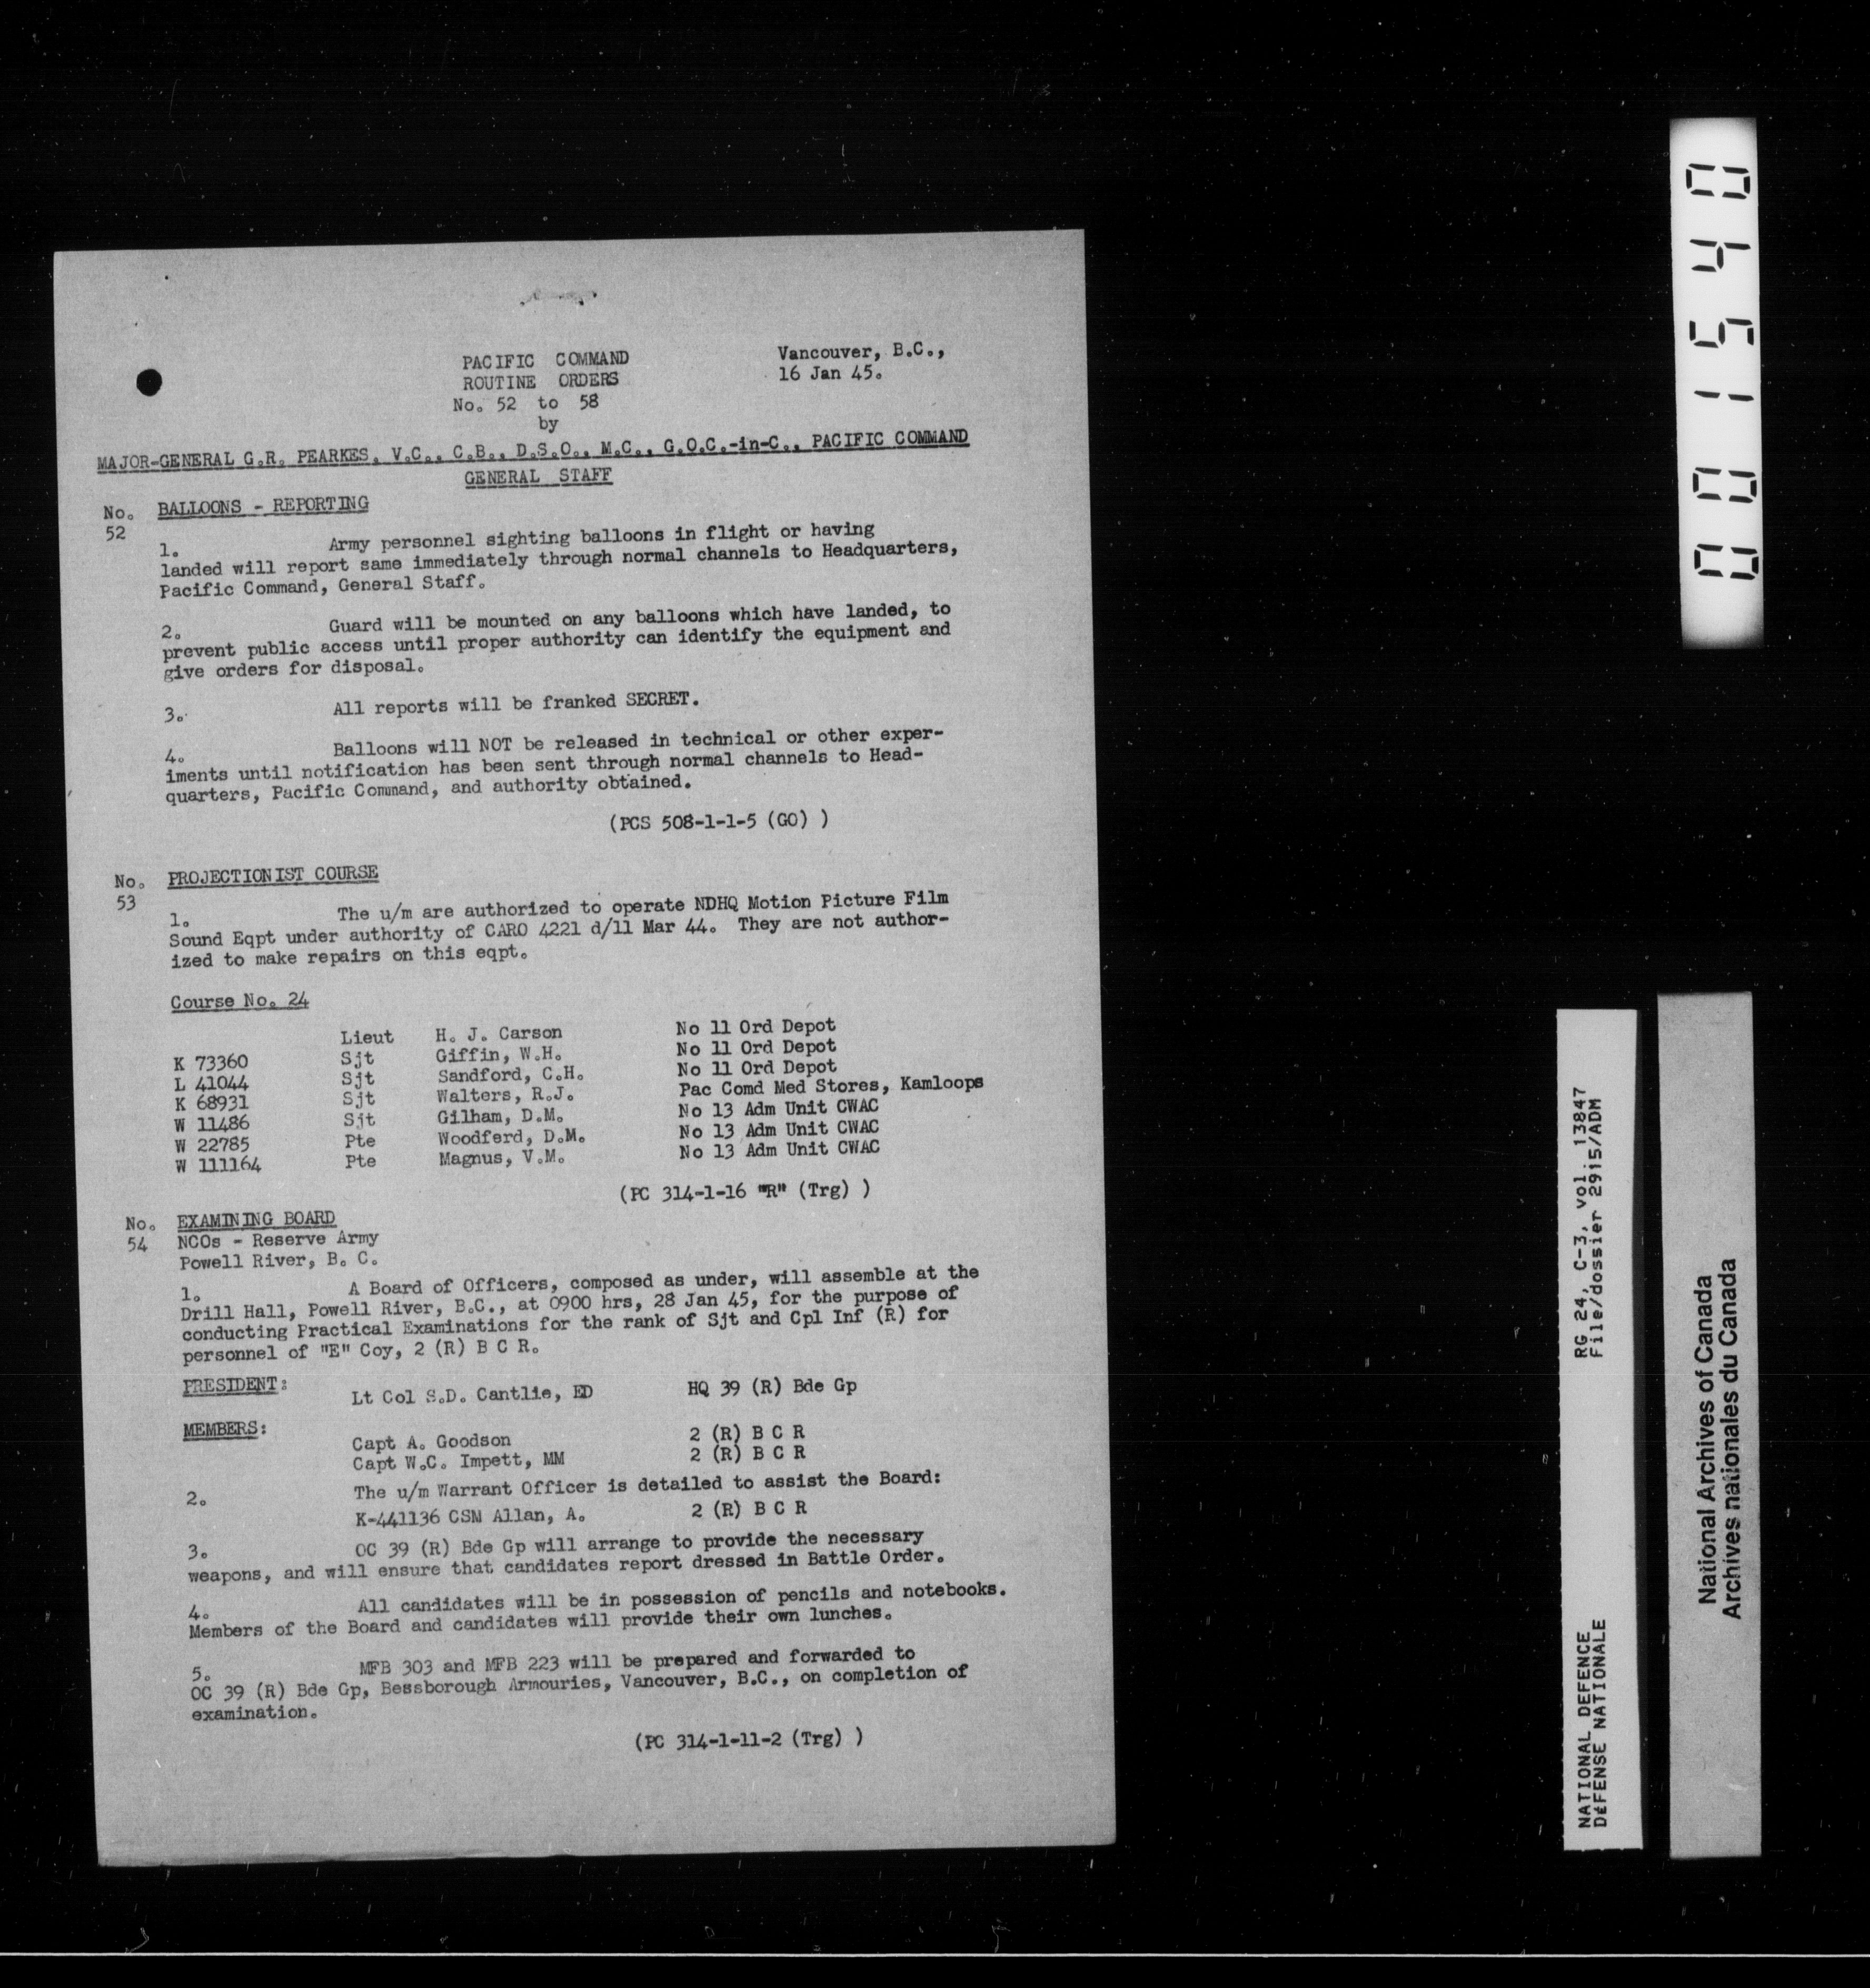 PACIFIC COMMAND
ROUTINE ORDERS
No. 52 to 58
by
Vancouver, B.C.,
16 Jan 45.
MAJOR-GENERAL G.R. PEARKES, V.C., C.B., D.S.O., M.C., G.O.C.-in-C., PACIFIC COMMAND
GENERAL STAFF
No. BALLOONS - REPORTING
52
1. Army personnel sighting balloons in flight or having
landed will report same immediately through normal channels to Headquarters,
Pacific Command, General Staff.
2. Guard will be mounted on any balloons which have landed, to
prevent public access until proper authority can identify the equipment and
give orders for disposal.
3. All reports will be franked SECRET.
4. Balloons will NOT be released in technical or other exper-
iments until notification has been sent through normal channels to Head-
quarters, Pacific Command, and authority obtained.
(PCS 508-1-1-5 (GO) )
No. PROJECTIONIST COURSE
53
1. The u/m are authorized to operate NDHQ Motion Picture Film
Sound Eqpt under authority of CARO 4221 d/11 Mar 44. They are not author-
ized to make repairs on this eqpt.
Course No. 24
Lieut H. J. Carson No 11 Ord Depot
K 73360 Sjt Giffin, W.H. No 11 Ord Depot
L 41044 Sjt Sandford, C.H. No 11 Ord Depot
K 68931 Sjt Walters, R.J. Pac Comd Med Stores, Kamloops
W 11486 Sjt Gilham, D.M. No 13 Adm Unit CWAC
W 22785 Pte Woodferd, D.M. No 13 Adm Unit CWAC
W 111164 Pte Magnus, V.M. No 13 Adm Unit CWAC
(PC 314-1-16 "R" (Trg) )
No. EXAMINING BOARD
54 NCOs - Reserve Army
Powell River, B. C.
1. A Board of Officers, composed as under, will assemble at the
Drill Hall, Powell River, B.C., at 0900 hrs, 28 Jan 45, for the purpose of
conducting Practical Examinations for the rank of Sjt and Cpl Inf (R) for
personnel of "E" Coy, 2 (R) B C R.
PRESIDENT: Lt Col S.D. Cantlie, ED HQ 39 (R) Bde Gp
MEMBERS: Capt A. Goodson 2 (R) B C R
Capt W.C. Impett, MM 2 (R) B C R
2. The u/m Warrant Officer is detailed to assist the Board:
K-441136 CSM Allan, A. 2 (R) B C R
3. OC 39 (R) Bde Gp will arrange to provide the necessary
weapons, and will ensure that candidates report dressed in Battle Order.
4. All candidates will be in possession of pencils and notebooks.
Members of the Board and candidates will provide their own lunches.
5. MFB 303 and MFB 223 will be prepared and forwarded to
OC 39 (R) Bde Gp, Bessborough Armouries, Vancouver, B.C., on completion of
examination.
(PC 314-1-11-2 (Trg) )
001540
NATIONAL DEFENCE RG 24, C-3, vol. 13847
DÉFENSE NATIONALE File/dossier 2915/ADM
National Archives of Canada
Archives nationales du Canada